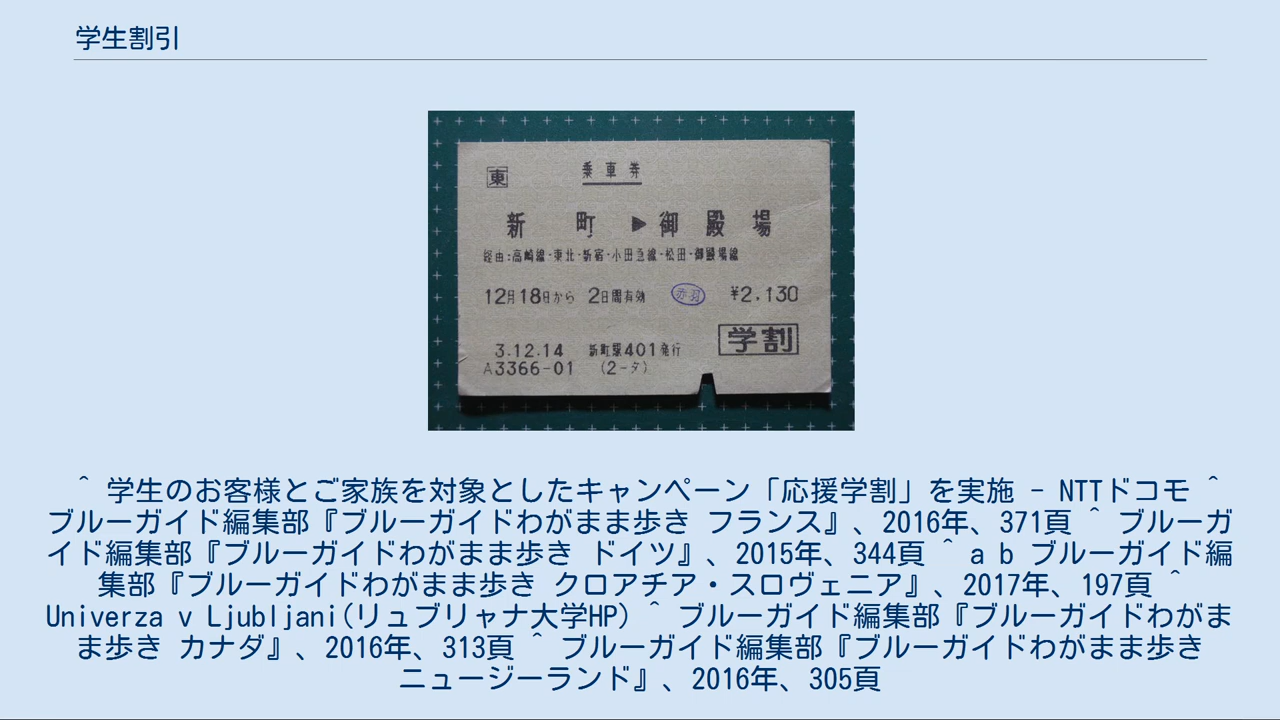 学生割引
東
乗車券
新町▶御殿場
経由:高崎線・東北・新宿・小田急線・松田・御殿場線
12月18日から 2日間有効 赤羽 ¥2,130
学割
3.12.14 新町駅401発行
A3366-01 (2-タ)
^ 学生のお客様とご家族を対象としたキャンペーン「応援学割」を実施 - NTTドコモ ^
ブルーガイド編集部『ブルーガイドわがまま歩き フランス』、2016年、371頁 ^ ブルーガ
イド編集部『ブルーガイドわがまま歩き ドイツ』、2015年、344頁 ^ a b ブルーガイド編
集部『ブルーガイドわがまま歩き クロアチア・スロヴェニア』、2017年、197頁 ^
Univerza v Ljubljani(リュブリャナ大学HP) ^ ブルーガイド編集部『ブルーガイドわがま
ま歩き カナダ』、2016年、313頁 ^ ブルーガイド編集部『ブルーガイドわがまま歩き
ニュージーランド』、2016年、305頁